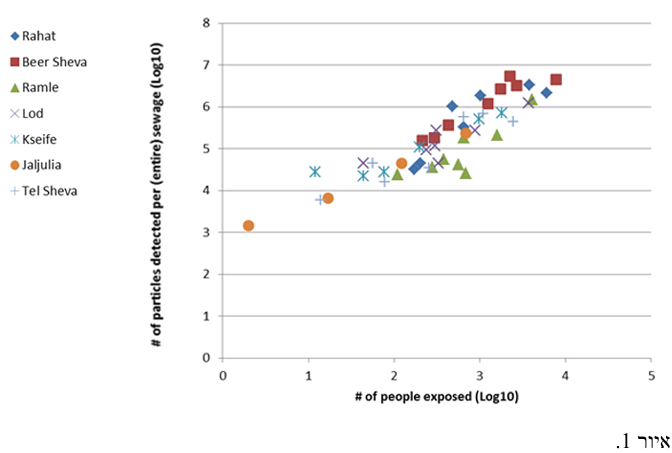 Rahat
Beer Sheva
Ramle
Lod
Kseife
Jaljulia
Tel Sheva
# of particles detected per (entire) sewage (Log10)
8
7
6
5
4
3
2
1
0
0 1 2 3 4 5
# of people exposed (Log10)
איור 1.